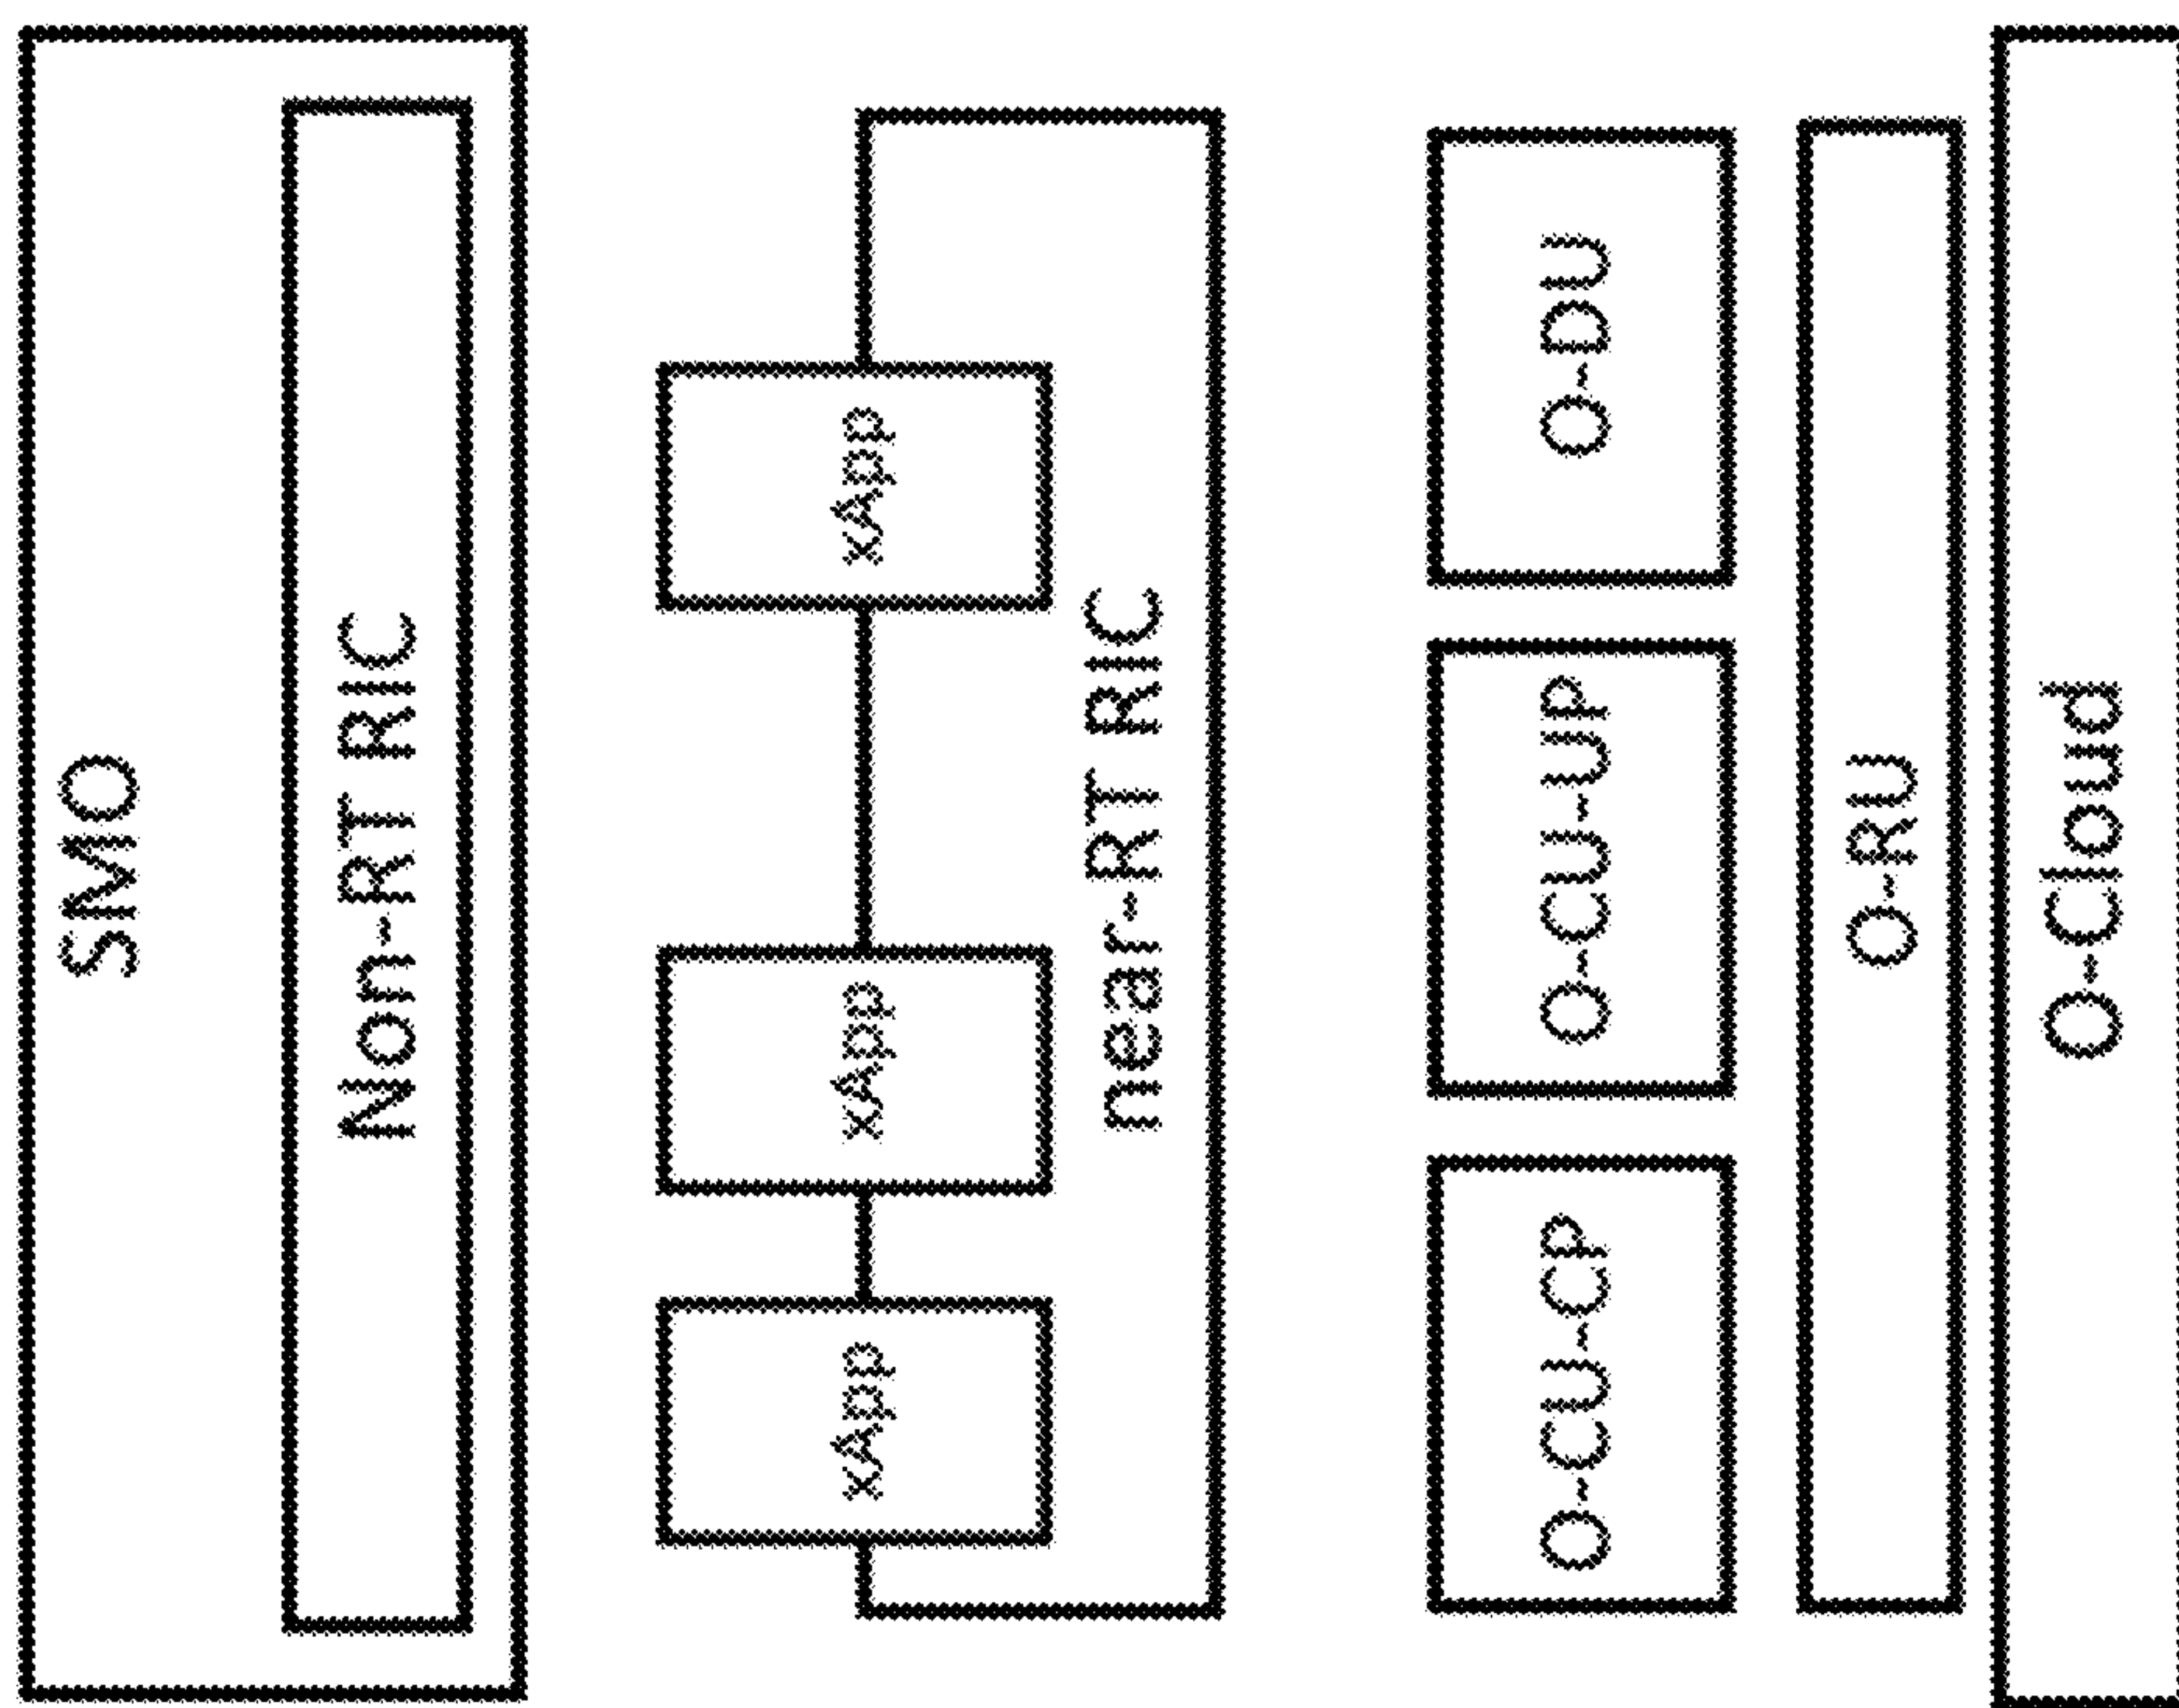 SMO
Non-RT RIC
xApp
xApp
xApp
near-RT RIC
O-CU-CP
O-CU-UP
O-DU
O-RU
O-Cloud